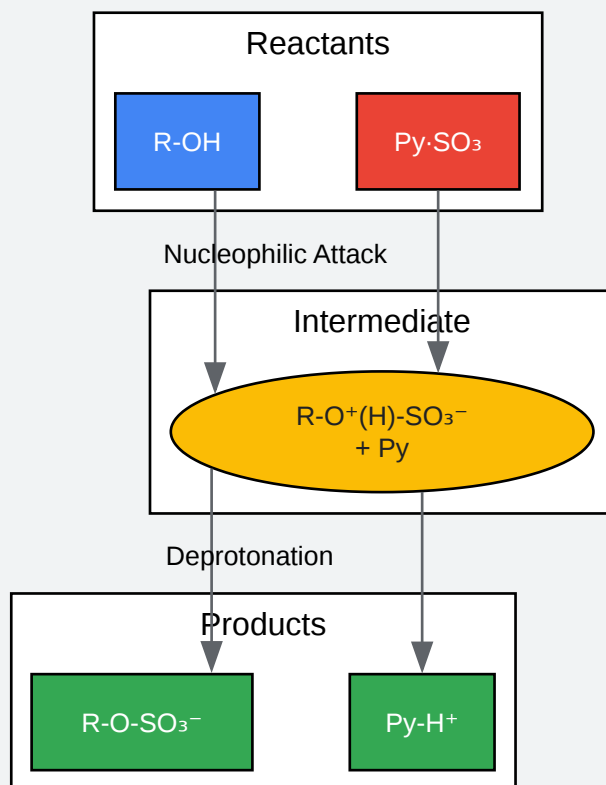 Reactants
R-OH
Py·SO₃
Nucleophilic Attack
Intermediate
R-O⁺(H)-SO₃⁻
+ Py
Deprotonation
Products
R-O-SO₃⁻
Py-H⁺